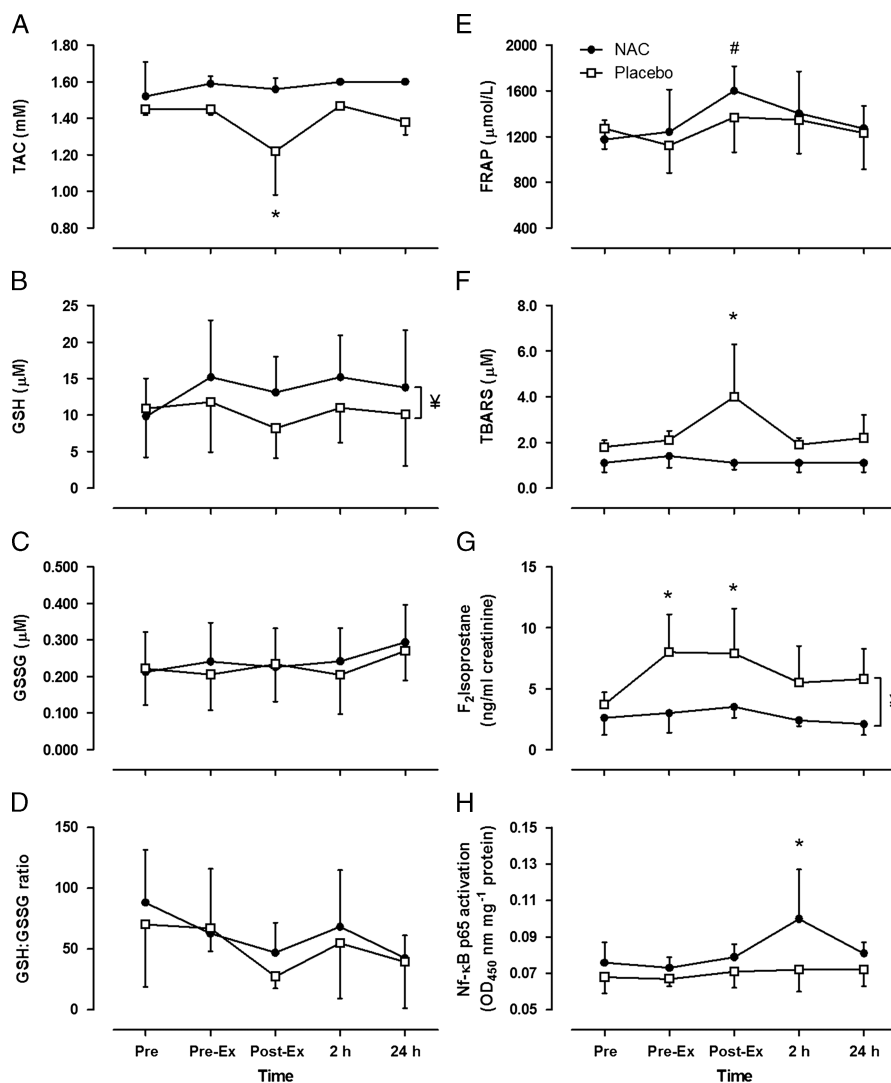 A
TAC (mM)
1.80
1.60
1.40
1.20
1.00
0.80
*
B
GSH (μM)
25
20
15
10
5
0
¥
C
GSSG (μM)
0.500
0.400
0.300
0.200
0.100
0.000
D
GSH:GSSG ratio
150
100
50
0
Pre Pre-Ex Post-Ex 2 h 24 h
Time
E
FRAP (μmol/L)
2000
1600
1200
800
400
NAC
Placebo
#
F
TBARS (μM)
8.0
6.0
4.0
2.0
0.0
*
G
F₂Isoprostane
(ng/ml creatinine)
15
10
5
0
* *
H
Nf-κB p65 activation
(OD₄₅₀ nm mg⁻¹ protein)
0.15
0.13
0.11
0.09
0.07
0.05
*
Pre Pre-Ex Post-Ex 2 h 24 h
Time